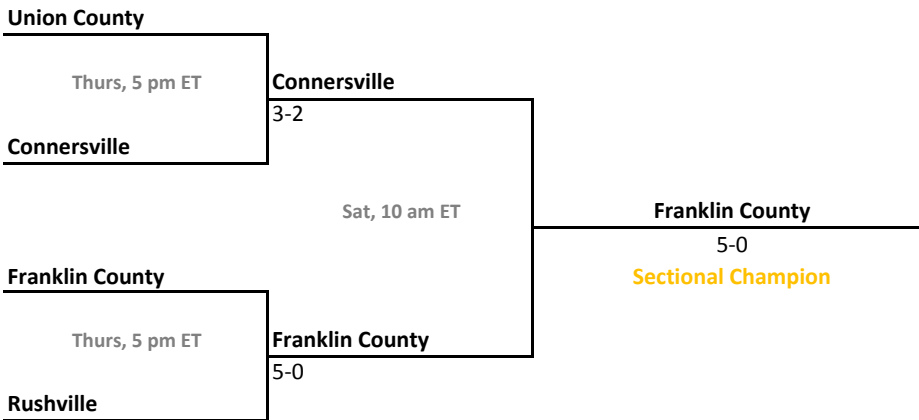 Union County
Thurs, 5 pm ET
Connersville
3-2
Connersville
Sat, 10 am ET
Franklin County
5-0
Sectional Champion
Franklin County
Thurs, 5 pm ET
Franklin County
5-0
Rushville